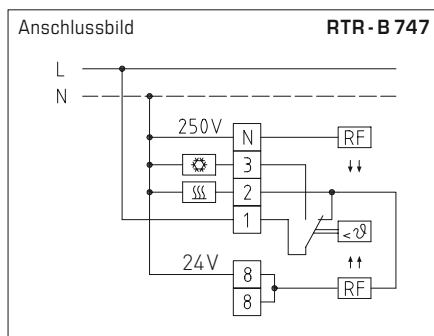 Anschlussbild RTR-B 747
L
N
250V N RF
3
2
1 <ϑ
24V 8
8 RF